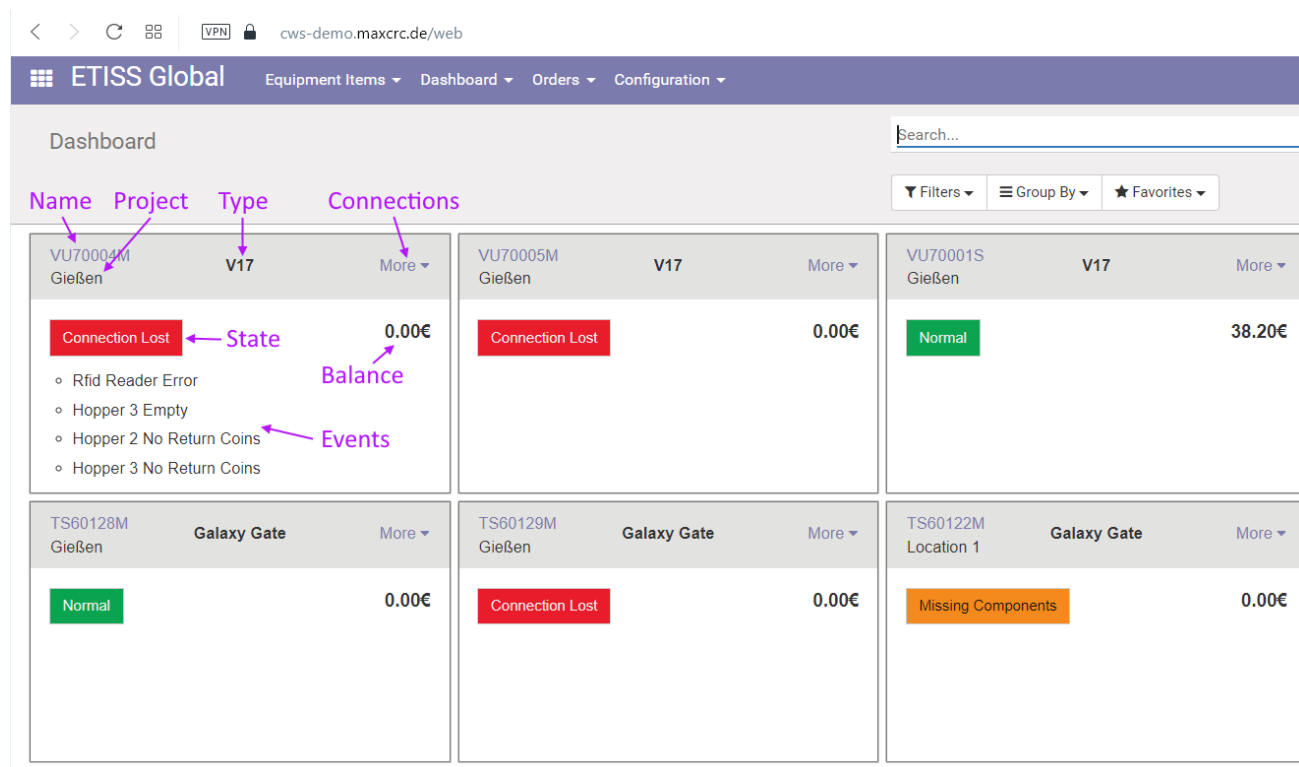 VPN cws-demo.maxcrc.de/web
ETISS Global Equipment Items Dashboard Orders Configuration
Dashboard
Search...
Filters Group By Favorites
Name Project Type Connections
VU70004M
Gießen
V17
More
Connection Lost
State
0.00€
Balance
Rfid Reader Error
Hopper 3 Empty
Hopper 2 No Return Coins
Events
Hopper 3 No Return Coins
VU70005M
Gießen
V17
More
Connection Lost
0.00€
VU70001S
Gießen
V17
More
Normal
38.20€
TS60128M
Gießen
Galaxy Gate
More
Normal
0.00€
TS60129M
Gießen
Galaxy Gate
More
Connection Lost
0.00€
TS60122M
Location 1
Galaxy Gate
More
Missing Components
0.00€